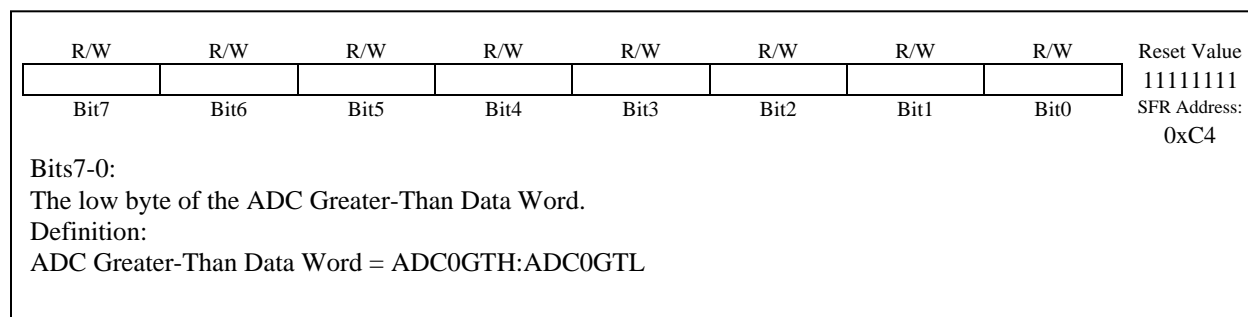 R/W R/W R/W R/W R/W R/W R/W R/W Reset Value
11111111
Bit7 Bit6 Bit5 Bit4 Bit3 Bit2 Bit1 Bit0 SFR Address:
0xC4
Bits7-0:
The low byte of the ADC Greater-Than Data Word.
Definition:
ADC Greater-Than Data Word = ADC0GTH:ADC0GTL